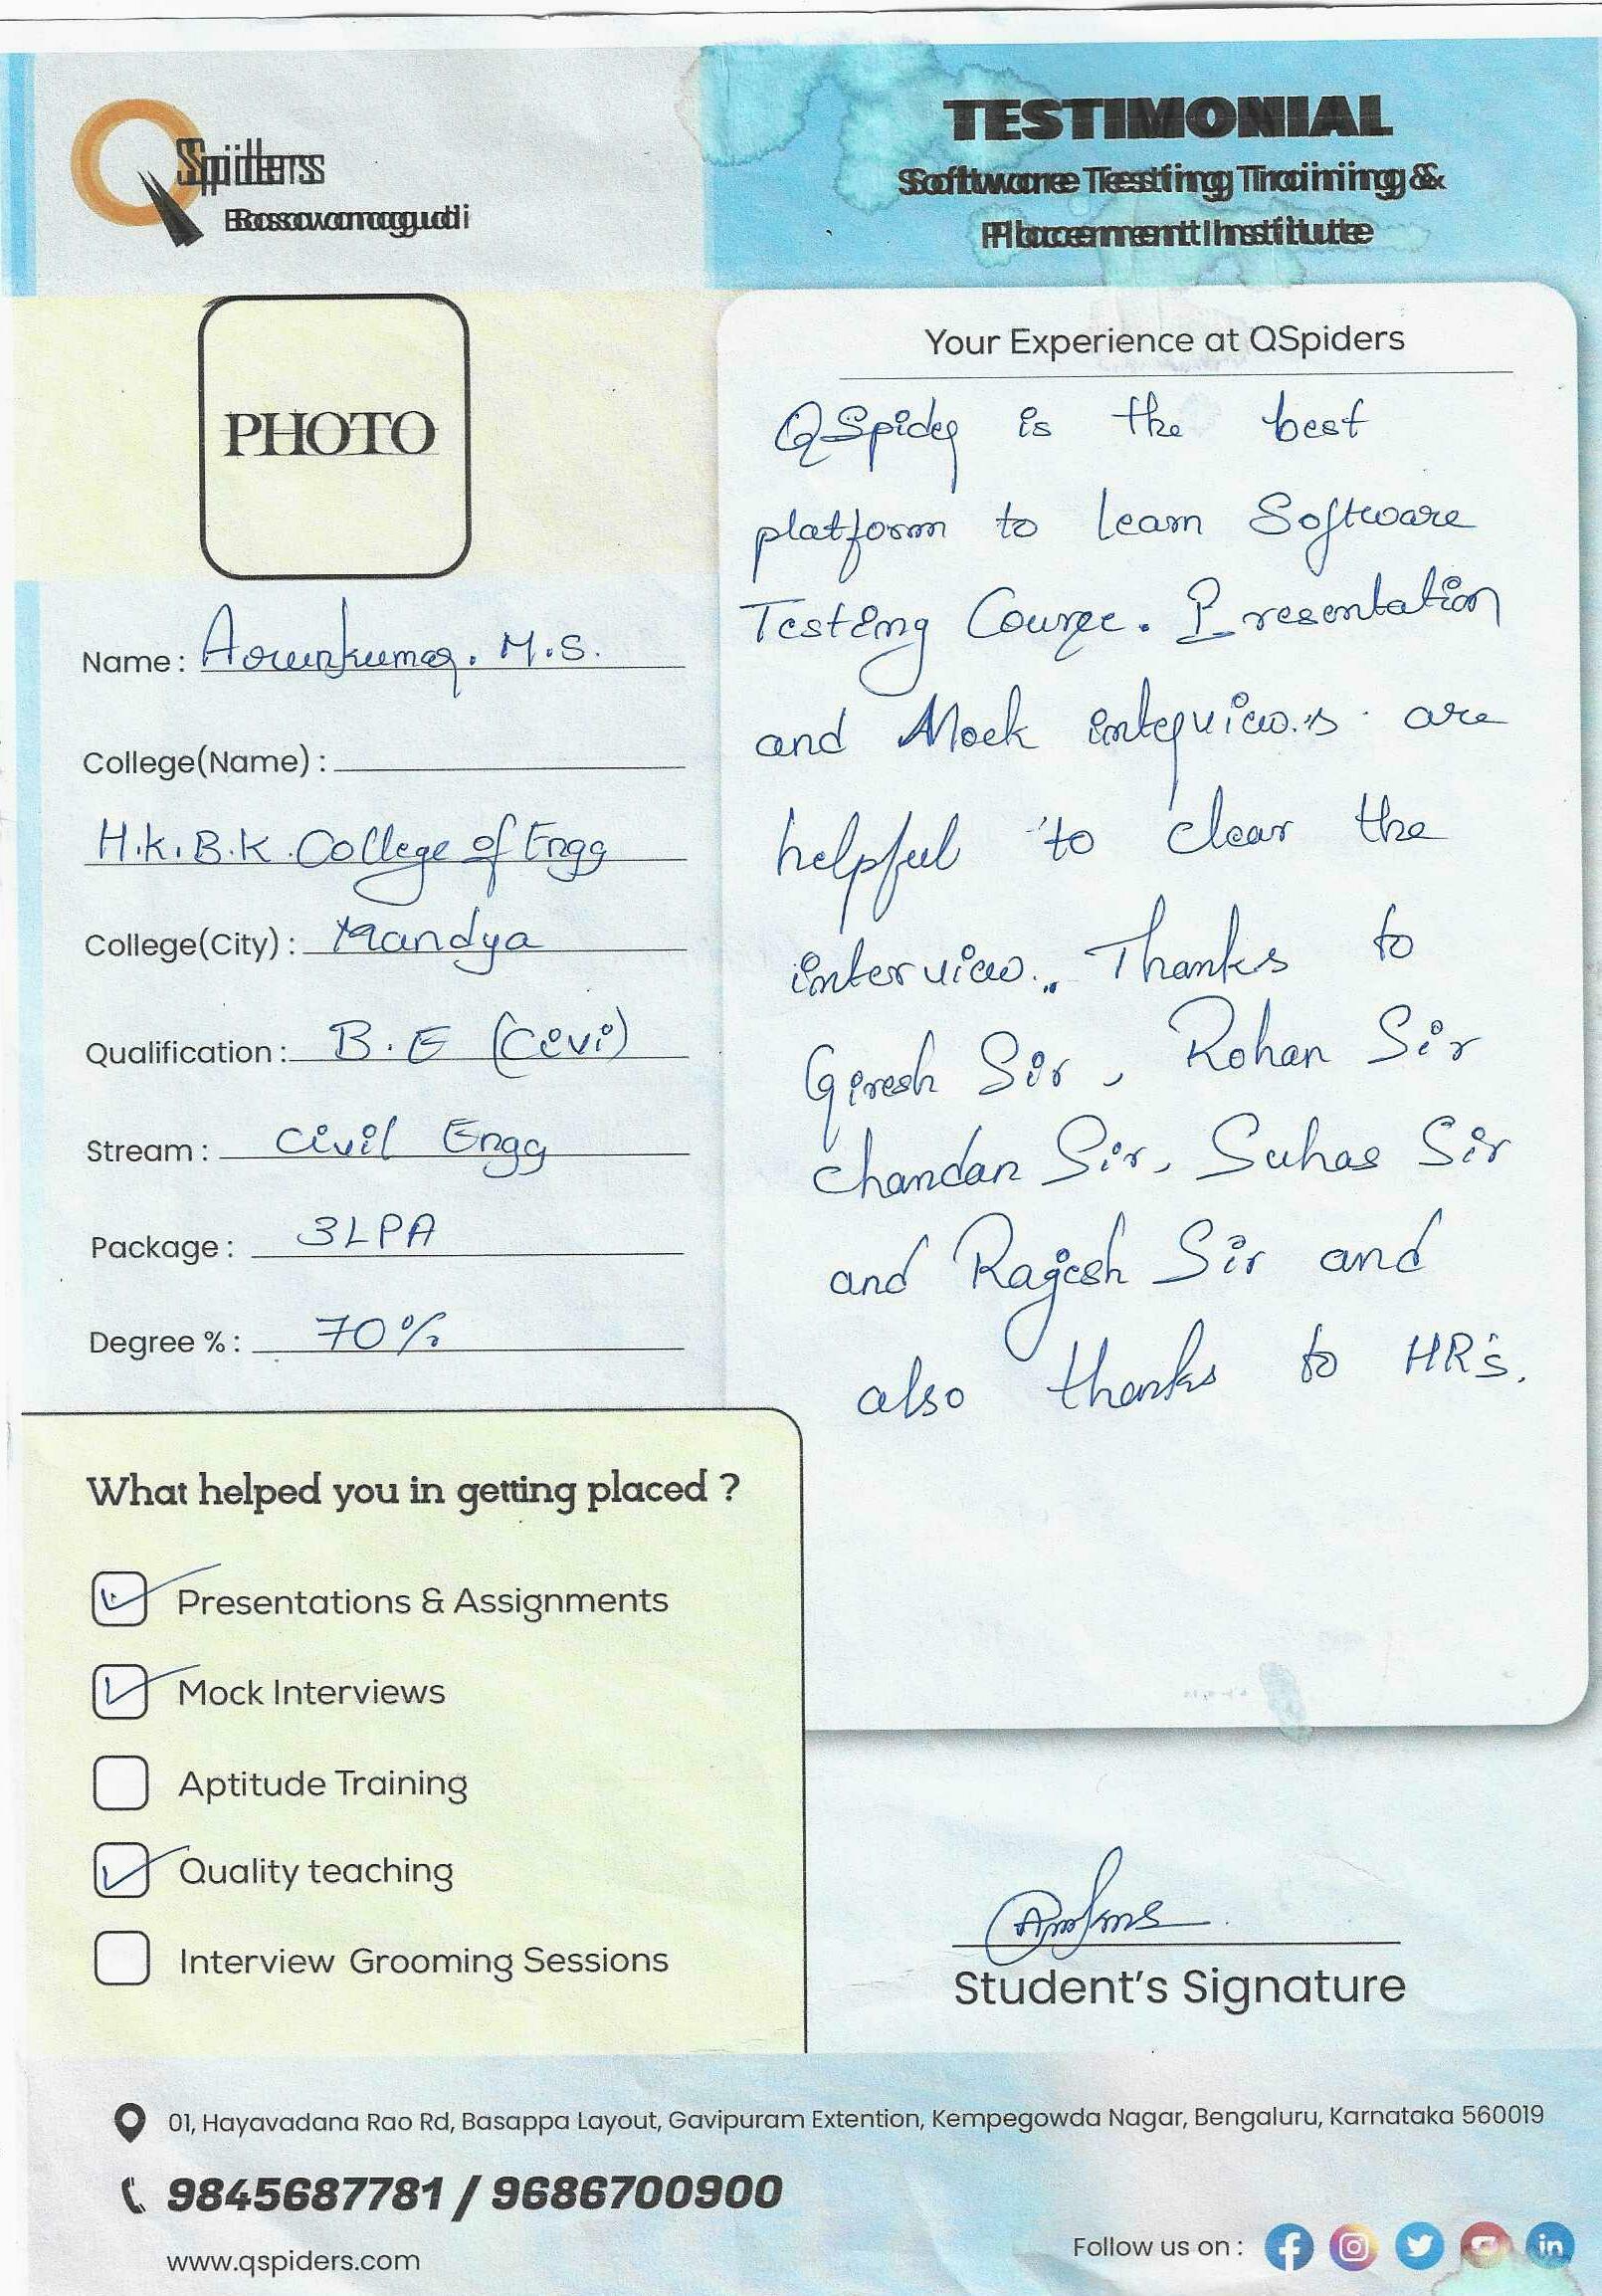 QSpiders
Basavanagudi
TESTIMONIAL
Software Testing Training &
Placement Institute
PHOTO
Name : Arunkumar. M.S.
College(Name) :
H.K.B.K. College of Engg
College(City) : Mandya
Qualification : B.E (Civi)
Stream : Civil Engg
Package : 3LPA
Degree % : 70%
Your Experience at QSpiders
QSpider is the best
platform to learn Software
Testing Course. Presentation
and Mock interviews are
helpful to clear the
interview. Thanks to
Giresh Sir, Rohan Sir
Chandan Sir, Suhas Sir
and Rajesh Sir and
also thanks to HR's.
What helped you in getting placed ?
Presentations & Assignments
Mock Interviews
Aptitude Training
Quality teaching
Interview Grooming Sessions
Student's Signature
01, Hayavadana Rao Rd, Basappa Layout, Gavipuram Extention, Kempegowda Nagar, Bengaluru, Karnataka 560019
9845687781 / 9686700900
www.qspiders.com
Follow us on :